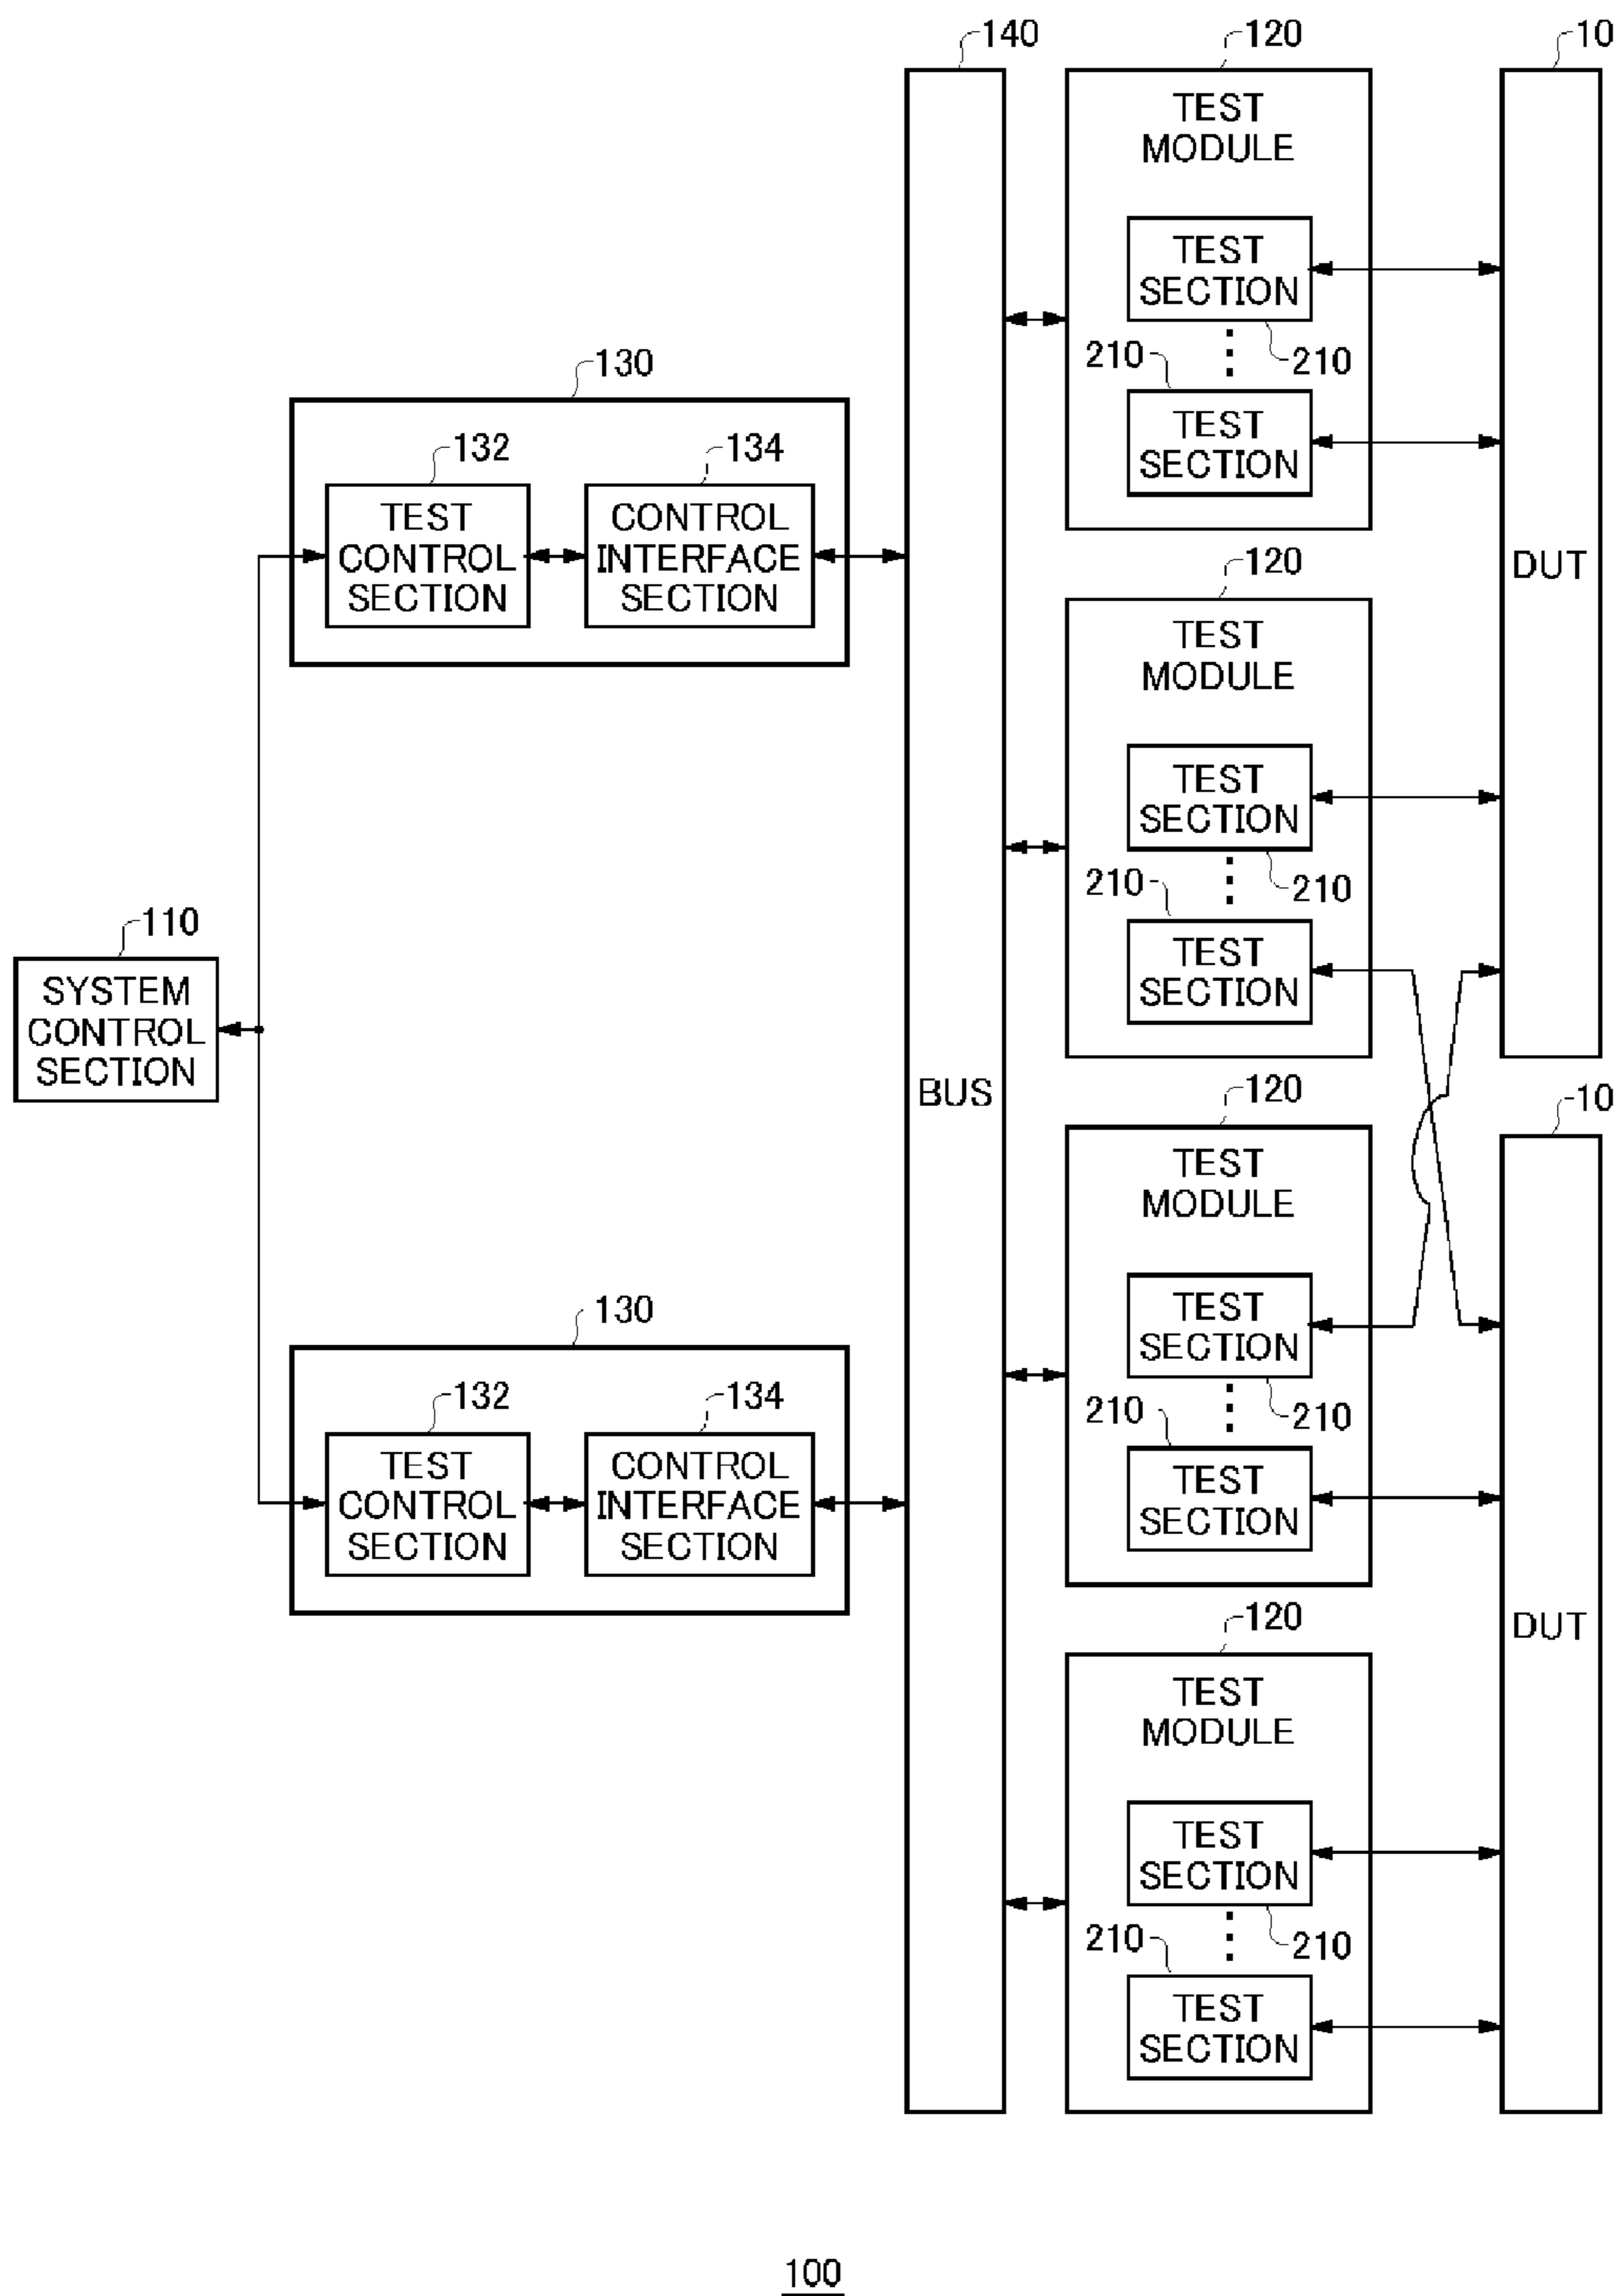 140
120
10
TEST
MODULE
TEST
SECTION
210
210
TEST
SECTION
130
132
134
TEST
CONTROL
SECTION
CONTROL
INTERFACE
SECTION
DUT
120
TEST
MODULE
TEST
SECTION
210
210
TEST
SECTION
110
SYSTEM
CONTROL
SECTION
BUS
120
10
TEST
MODULE
TEST
SECTION
210
210
TEST
SECTION
130
132
134
TEST
CONTROL
SECTION
CONTROL
INTERFACE
SECTION
120
DUT
TEST
MODULE
TEST
SECTION
210
210
TEST
SECTION
100